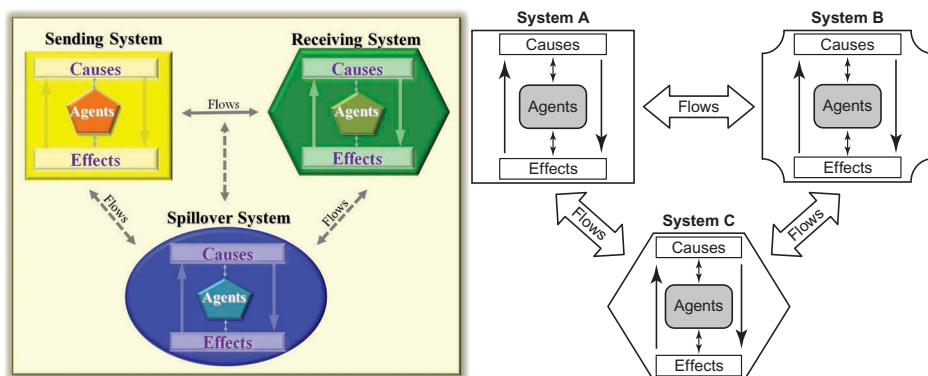 Sending System
Causes
Agents
Effects
Flows
Receiving System
Causes
Agents
Effects
Flows
Flows
Spillover System
Causes
Agents
Effects
System A
Causes
Agents
Effects
Flows
System B
Causes
Agents
Effects
Flows
Flows
System C
Causes
Agents
Effects